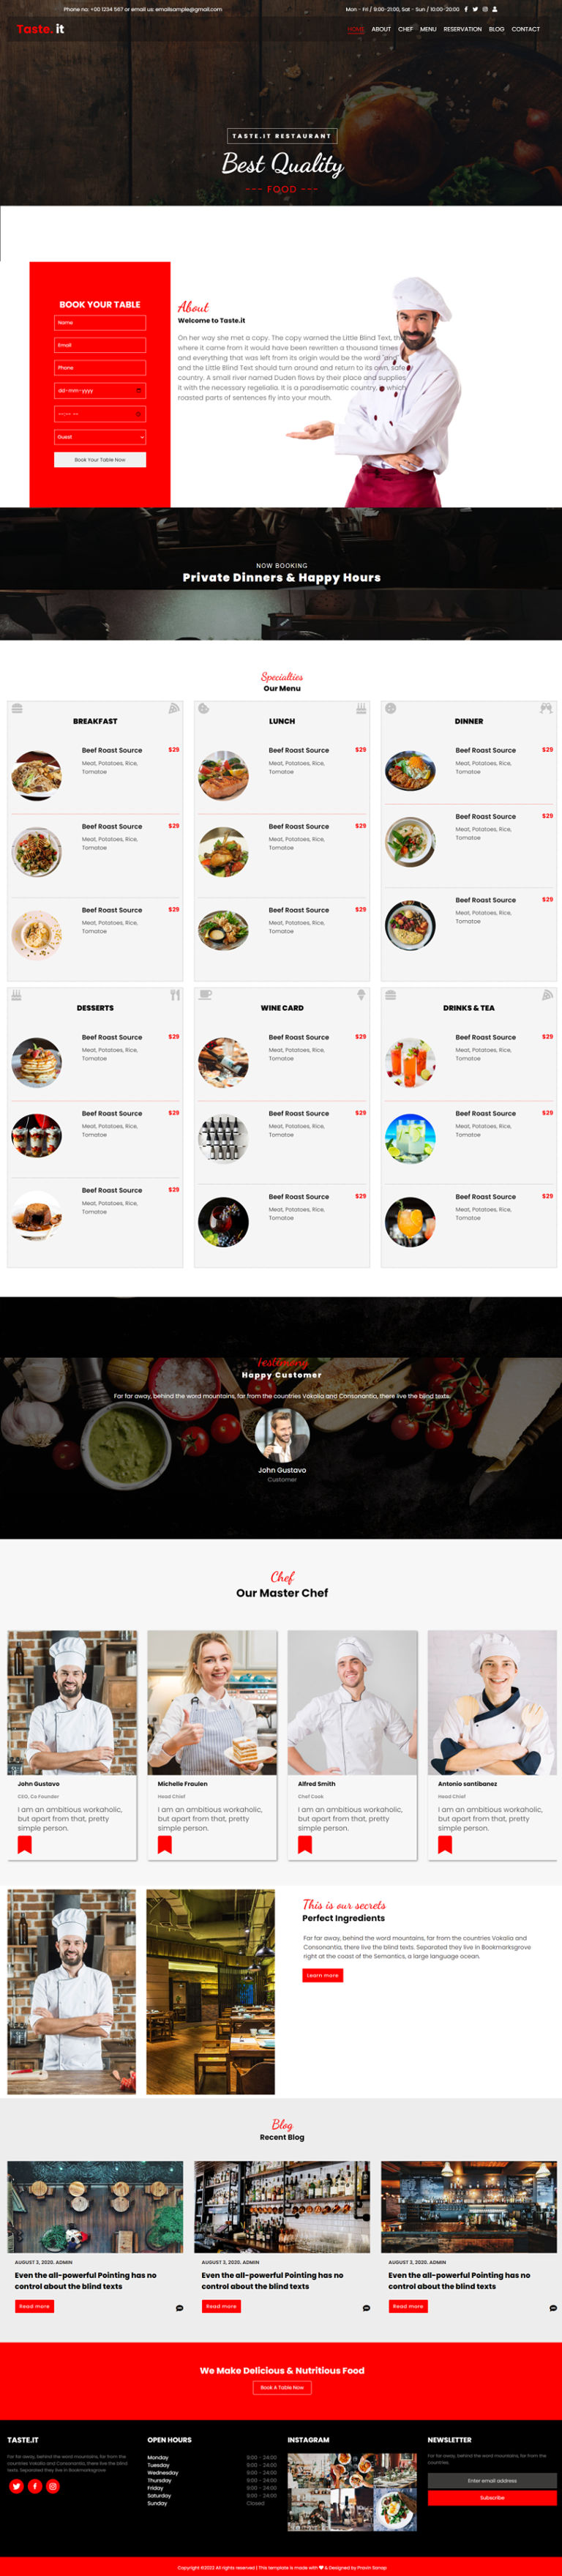 Phone no: +00 1234 567 or email us: emailsample@gmail.com
Mon - Fri / 9:00-21:00, Sat - Sun / 10:00-20:00
Taste. it
HOME ABOUT CHEF MENU RESERVATION BLOG CONTACT
TASTE.IT RESTAURANT
Best Quality
--- FOOD ---
BOOK YOUR TABLE
Name
Email
Phone
dd-mm-yyyy
--:-- --
Guest
Book Your Table Now
About
Welcome to Taste.it
On her way she met a copy. The copy warned the Little Blind Text, tha
where it came from it would have been rewritten a thousand times
and everything that was left from its origin would be the word "and"
and the Little Blind Text should turn around and return to its own, safe
country. A small river named Duden flows by their place and supplies
it with the necessary regelialia. It is a paradisematic country, in which
roasted parts of sentences fly into your mouth.
NOW BOOKING
Private Dinners & Happy Hours
Specialties
Our Menu
BREAKFAST
Beef Roast Source $29
Meat, Potatoes, Rice,
Tomatoe
Beef Roast Source $29
Meat, Potatoes, Rice,
Tomatoe
Beef Roast Source $29
Meat, Potatoes, Rice,
Tomatoe
LUNCH
Beef Roast Source $29
Meat, Potatoes, Rice,
Tomatoe
Beef Roast Source $29
Meat, Potatoes, Rice,
Tomatoe
Beef Roast Source $29
Meat, Potatoes, Rice,
Tomatoe
DINNER
Beef Roast Source $29
Meat, Potatoes, Rice,
Tomatoe
Beef Roast Source $29
Meat, Potatoes, Rice,
Tomatoe
Beef Roast Source $29
Meat, Potatoes, Rice,
Tomatoe
DESSERTS
Beef Roast Source $29
Meat, Potatoes, Rice,
Tomatoe
Beef Roast Source $29
Meat, Potatoes, Rice,
Tomatoe
Beef Roast Source $29
Meat, Potatoes, Rice,
Tomatoe
WINE CARD
Beef Roast Source $29
Meat, Potatoes, Rice,
Tomatoe
Beef Roast Source $29
Meat, Potatoes, Rice,
Tomatoe
Beef Roast Source $29
Meat, Potatoes, Rice,
Tomatoe
DRINKS & TEA
Beef Roast Source $29
Meat, Potatoes, Rice,
Tomatoe
Beef Roast Source $29
Meat, Potatoes, Rice,
Tomatoe
Beef Roast Source $29
Meat, Potatoes, Rice,
Tomatoe
Testimony
Happy Customer
Far far away, behind the word mountains, far from the countries Vokalia and Consonantia, there live the blind texts.
John Gustavo
Customer
Chef
Our Master Chef
John Gustavo
CEO, Co Founder
I am an ambitious workaholic,
but apart from that, pretty
simple person.
Michelle Fraulen
Head Chief
I am an ambitious workaholic,
but apart from that, pretty
simple person.
Alfred Smith
Chef Cook
I am an ambitious workaholic,
but apart from that, pretty
simple person.
Antonio santibanez
Head Chief
I am an ambitious workaholic,
but apart from that, pretty
simple person.
This is our secrets
Perfect Ingredients
Far far away, behind the word mountains, far from the countries Vokalia and
Consonantia, there live the blind texts. Separated they live in Bookmarksgrove
right at the coast of the Semantics, a large language ocean.
Learn more
Blog
Recent Blog
AUGUST 3, 2020. ADMIN
Even the all-powerful Pointing has no
control about the blind texts
Read more
AUGUST 3, 2020. ADMIN
Even the all-powerful Pointing has no
control about the blind texts
Read more
AUGUST 3, 2020. ADMIN
Even the all-powerful Pointing has no
control about the blind texts
Read more
We Make Delicious & Nutritious Food
Book A Table Now
TASTE.IT
Far far away, behind the word mountains, far from the
countries Vokalia and Consonantia, there live the blind
texts. Separated they live in Bookmarksgrove
OPEN HOURS
Monday 9:00 - 24:00
Tuesday 9:00 - 24:00
Wednesday 9:00 - 24:00
Thursday 9:00 - 24:00
Friday 9:00 - 24:00
Saturday 9:00 - 24:00
Sunday Closed
INSTAGRAM
NEWSLETTER
Far far away, behind the word mountains, far from the
countries.
Enter email address
Subscribe
Copyright ©2023 All rights reserved | This template is made with ♥ & Designed by Pravin Sanap